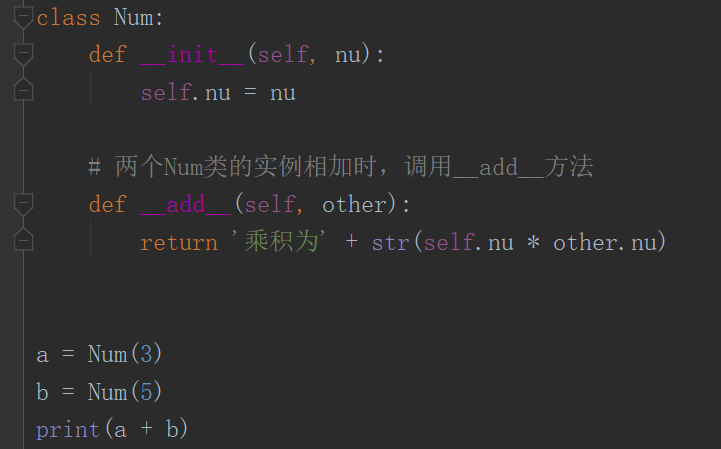 class Num:
    def __init__(self, nu):
        self.nu = nu
    # 两个Num类的实例相加时，调用__add__方法
    def __add__(self, other):
        return '乘积为' + str(self.nu * other.nu)
a = Num(3)
b = Num(5)
print(a + b)